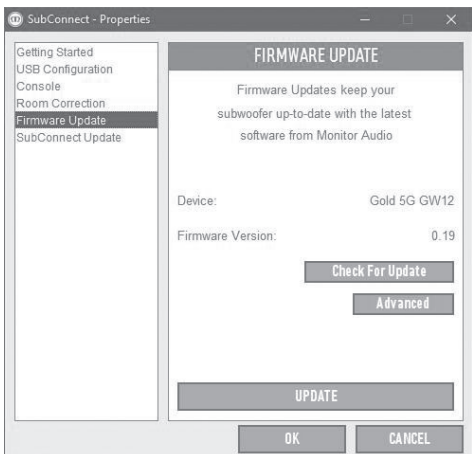 SubConnect - Properties
Getting Started
USB Configuration
Console
Room Correction
Firmware Update
SubConnect Update
FIRMWARE UPDATE
Firmware Updates keep your
subwoofer up-to-date with the latest
software from Monitor Audio
Device: Gold 5G GW12
Firmware Version: 0.19
Check For Update
Advanced
UPDATE
OK CANCEL